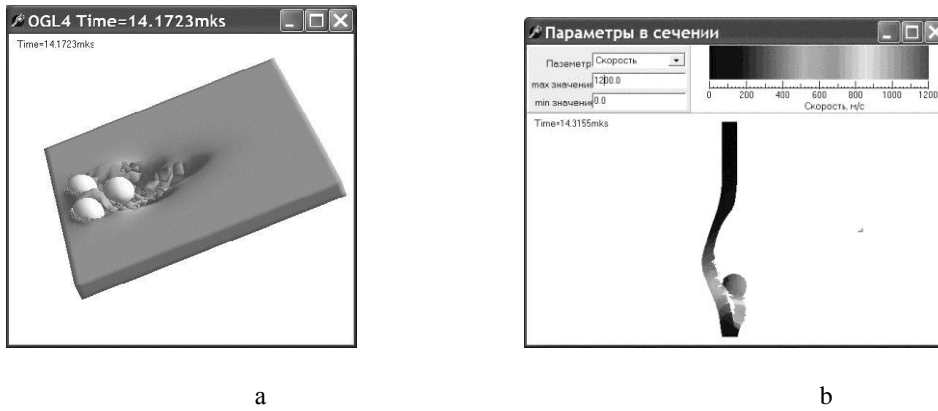 OGL4 Time=14.1723mks
Time=14.1723mks
Параметры в сечении
Паэеметр Скорость
max значение 1200.0
min значение 0.0
0 200 400 600 800 1000 1200
Скорость, м/с
Time=14.3155mks
a
b